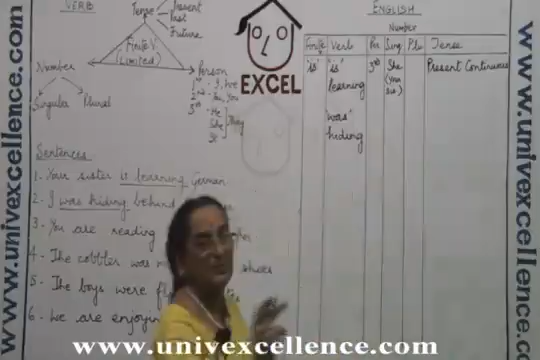 VERB
Tense
Present
Past
Future
Finite V.
(Limited)
Number
Singular Plural
Person
1st - I, We
2nd - You, You
3rd - He
She
It
They
EXCEL
Sentences
1. Your sister is learning German
2. I was hiding behind
3. You are reading
4. The cobbler was shoes
5. The boys were
6. We are enjoying
ENGLISH
Number
Finite Verb Per Sing Plu Tense
'is' 'is' 3rd She Present Continuous
learning (Your sis.)
was'
hiding
www.univexcellence.com
www.univexcellence.com
www.univexcellence.com